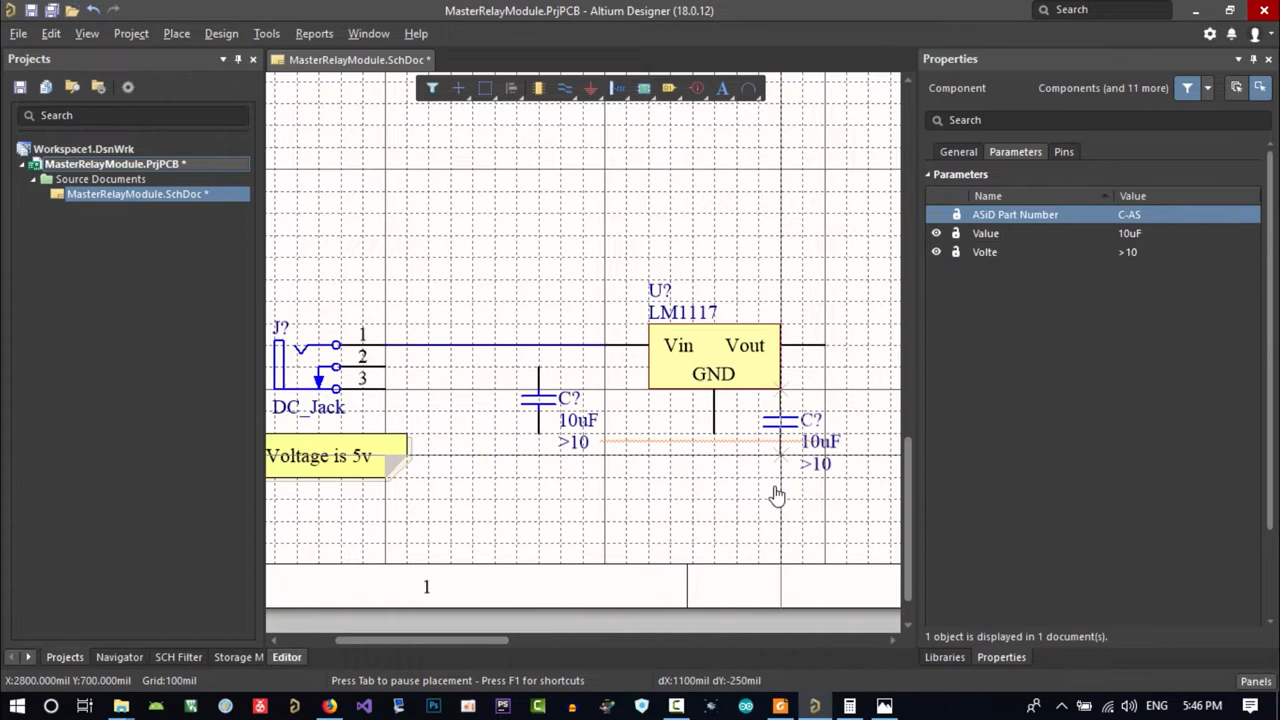 MasterRelayModule.PrjPCB - Altium Designer (18.0.12)
Search
File Edit View Project Place Design Tools Reports Window Help
Projects
MasterRelayModule.SchDoc *
Properties
Component
Components (and 11 more)
Search
Search
General Parameters Pins
Workspace1.DsnWrk
MasterRelayModule.PrjPCB *
Source Documents
MasterRelayModule.SchDoc *
Parameters
Name Value
ASiD Part Number C-AS
Value 10uF
Volte >10
U?
LM1117
Vin Vout
GND
J?
1
2
3
DC_Jack
C?
10uF
>10
C?
10uF
>10
Voltage is 5v
1
1 object is displayed in 1 document(s).
Projects Navigator SCH Filter Storage M Editor
Libraries Properties
X:2800.000mil Y:700.000mil Grid:100mil
Press Tab to pause placement - Press F1 for shortcuts
dX:1100mil dY:-250mil
Panels
ENG 5:46 PM